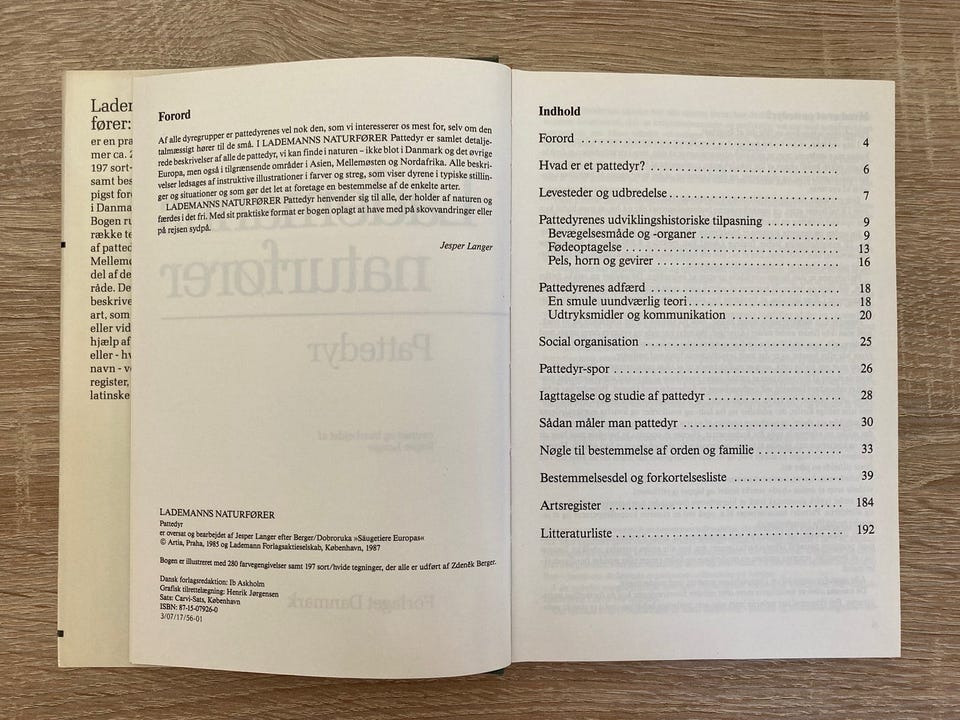 Lademanns
fører:
er en pra
mer ca. 2
197 sort-
samt bes
pigst for
i Danma
Bogen ru
række te
af patted
Mellemø
del af de
råde. De
beskrive
art, som
eller vid
hjælp af
eller - hv
navn - v
register,
latinske
Forord
Af alle dyregrupper er pattedyrenes vel nok den, som vi interesserer os mest for, selv om den
talmæssigt hører til de små. I LADEMANNS NATURFØRER Pattedyr er samlet detalje-
rede beskrivelser af alle de pattedyr, vi kan finde i naturen – ikke blot i Danmark og det øvrige
Europa, men også i tilgrænsende områder i Asien, Mellemøsten og Nordafrika. Alle beskri-
velser ledsages af instruktive illustrationer i farver og streg, som viser dyrene i typiske stillin-
ger og situationer og som gør det let at foretage en bestemmelse af de enkelte arter.
LADEMANNS NATURFØRER Pattedyr henvender sig til alle, der holder af naturen og
færdes i det fri. Med sit praktiske format er bogen oplagt at have med på skovvandringer eller
på rejsen sydpå.
Jesper Langer
naturfører
Pattedyr
LADEMANNS NATURFØRER
Pattedyr
er oversat og bearbejdet af Jesper Langer efter Berger/Dobroruka »Säugetiere Europas«
© Artia, Praha, 1985 og Lademann Forlagsaktieselskab, København, 1987
Bogen er illustreret med 280 farvegengivelser samt 197 sort/hvide tegninger, der alle er udført af Zdeněk Berger.
Dansk forlagsredaktion: Ib Askholm
Grafisk tilrettelægning: Henrik Jørgensen
Sats: Carvi-Sats, København
ISBN: 87-15-07926-0
3/07/17/56-01
Forlaget Danmark
Indhold
Forord 4
Hvad er et pattedyr? 6
Levesteder og udbredelse 7
Pattedyrenes udviklingshistoriske tilpasning 9
Bevægelsesmåde og -organer 9
Fødeoptagelse 13
Pels, horn og gevirer 16
Pattedyrenes adfærd 18
En smule uundværlig teori 18
Udtryksmidler og kommunikation 20
Social organisation 25
Pattedyr-spor 26
Iagttagelse og studie af pattedyr 28
Sådan måler man pattedyr 30
Nøgle til bestemmelse af orden og familie 33
Bestemmelsesdel og forkortelsesliste 39
Artsregister 184
Litteraturliste 192